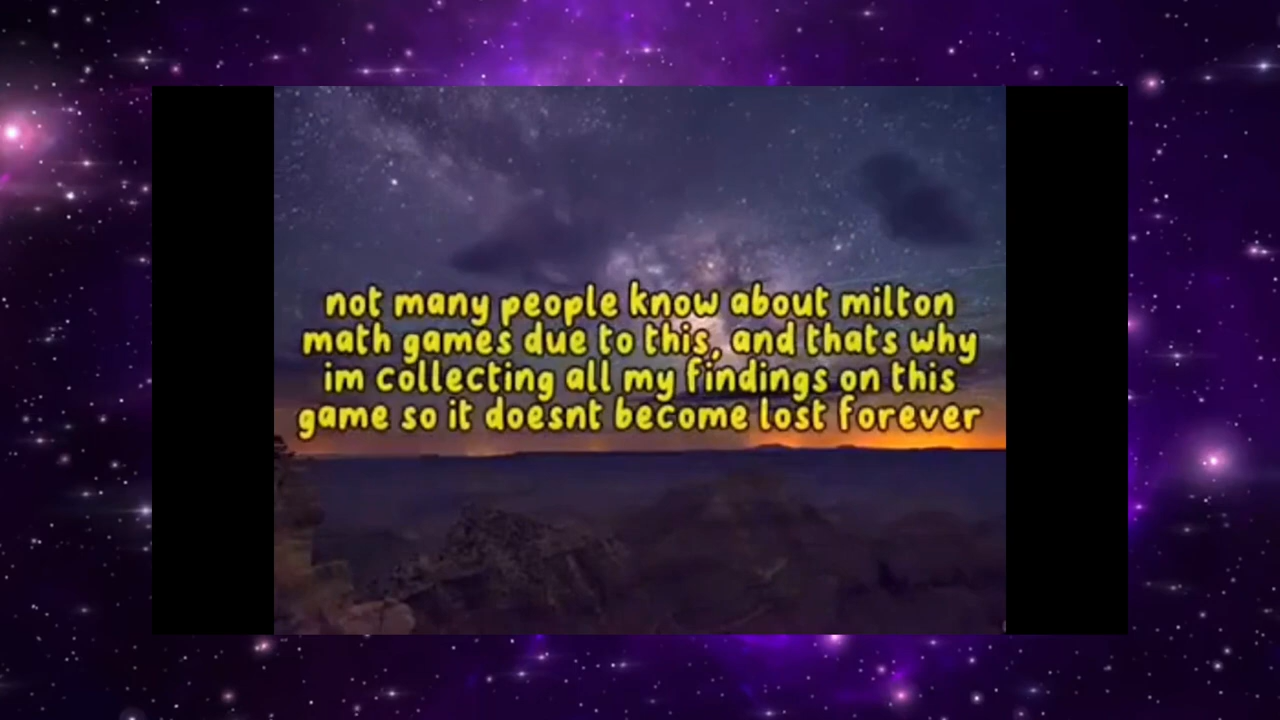 not many people know about milton
math games due to this, and thats why
im collecting all my findings on this
game so it doesnt become lost forever